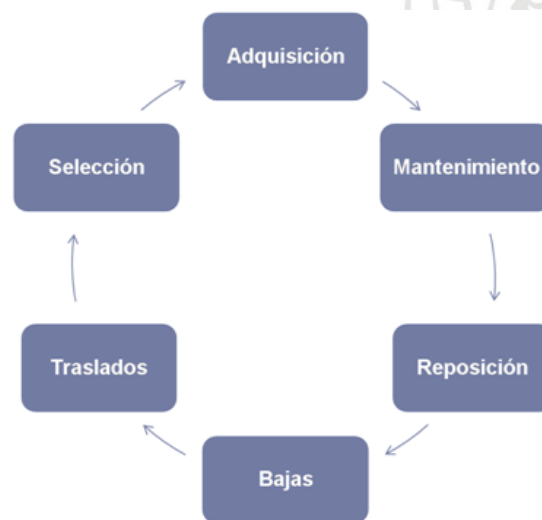 Adquisición
Mantenimiento
Reposición
Bajas
Traslados
Selección